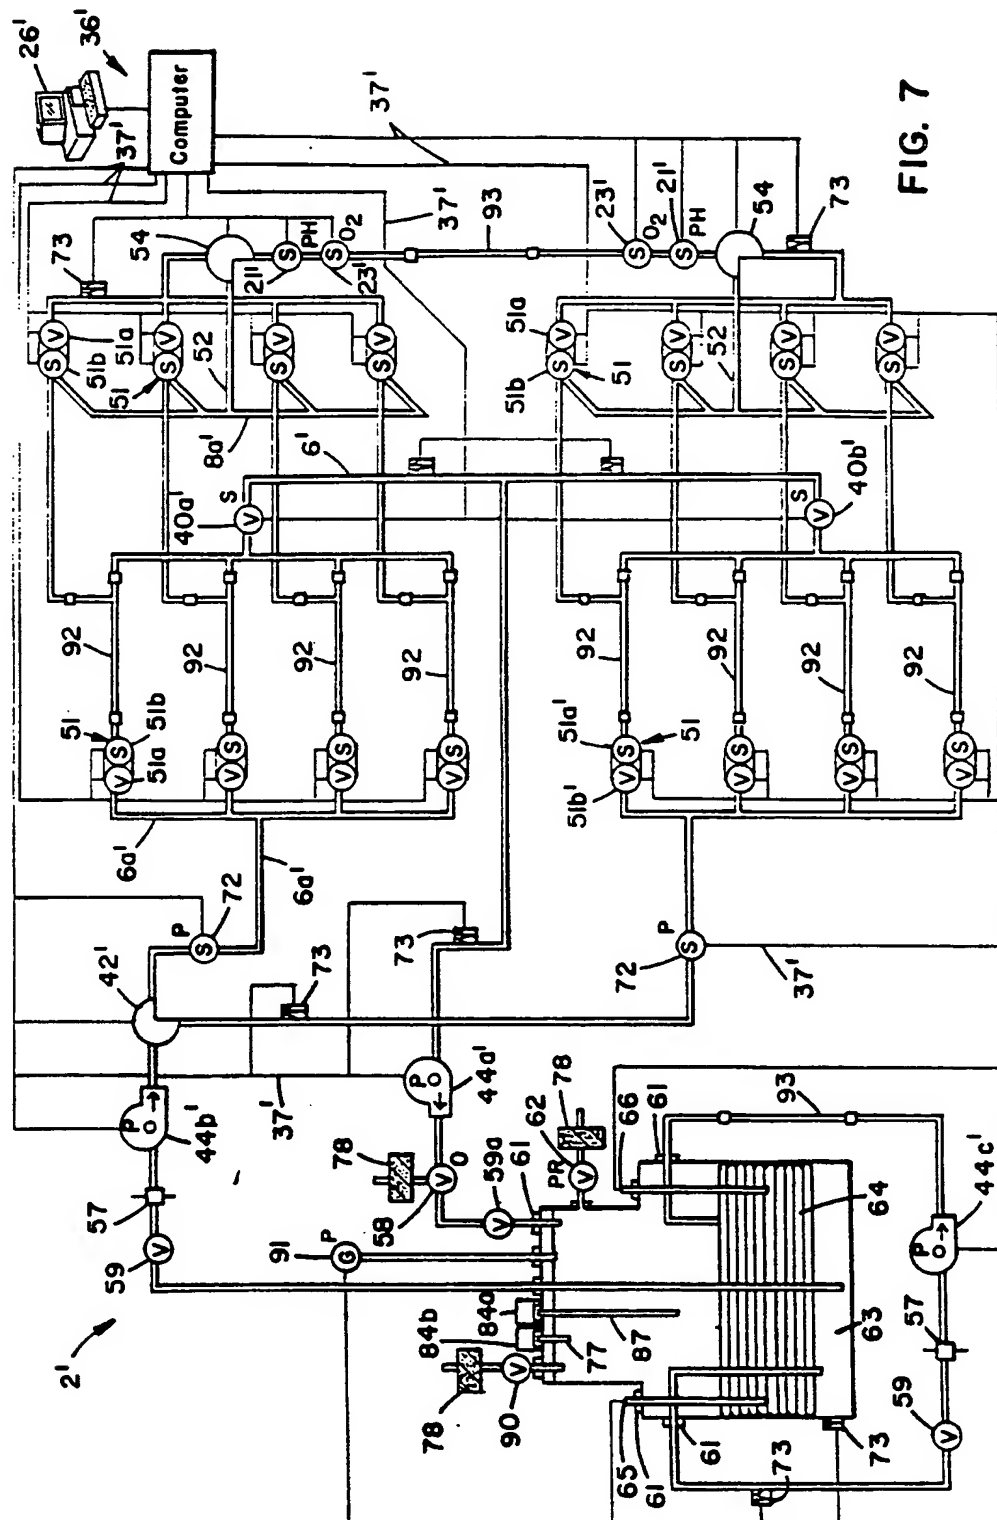 FIG. 7
2'
26'
36'
Computer
37'
37'
37'
73
54
PH
O2
21'
23'
93
23'
O2
21'
PH
54
73
S V
51a
51b
S V
51a
51
S V
52
S V
8a'
6'
S V
51a
51b
51
S V
S V
52
S V
40a'
S
V
40b'
S
V
92
92
92
92
92
92
92
92
51
51b
V S
51a
V S
V S
V S
51a'
51
V S
51b'
V S
V S
V S
6a'
6a'
P
S
72
P
S
72
37'
42'
73
73
P
O
44b'
37'
P
O
44a'
57
V
59
78
V
O
58
59a
V
61
P
G
91
84a
84b
78
V
90
77
87
PR
V
62
78
66
61
93
64
63
65
61
61
73
73
P
O
44c'
57
V
59